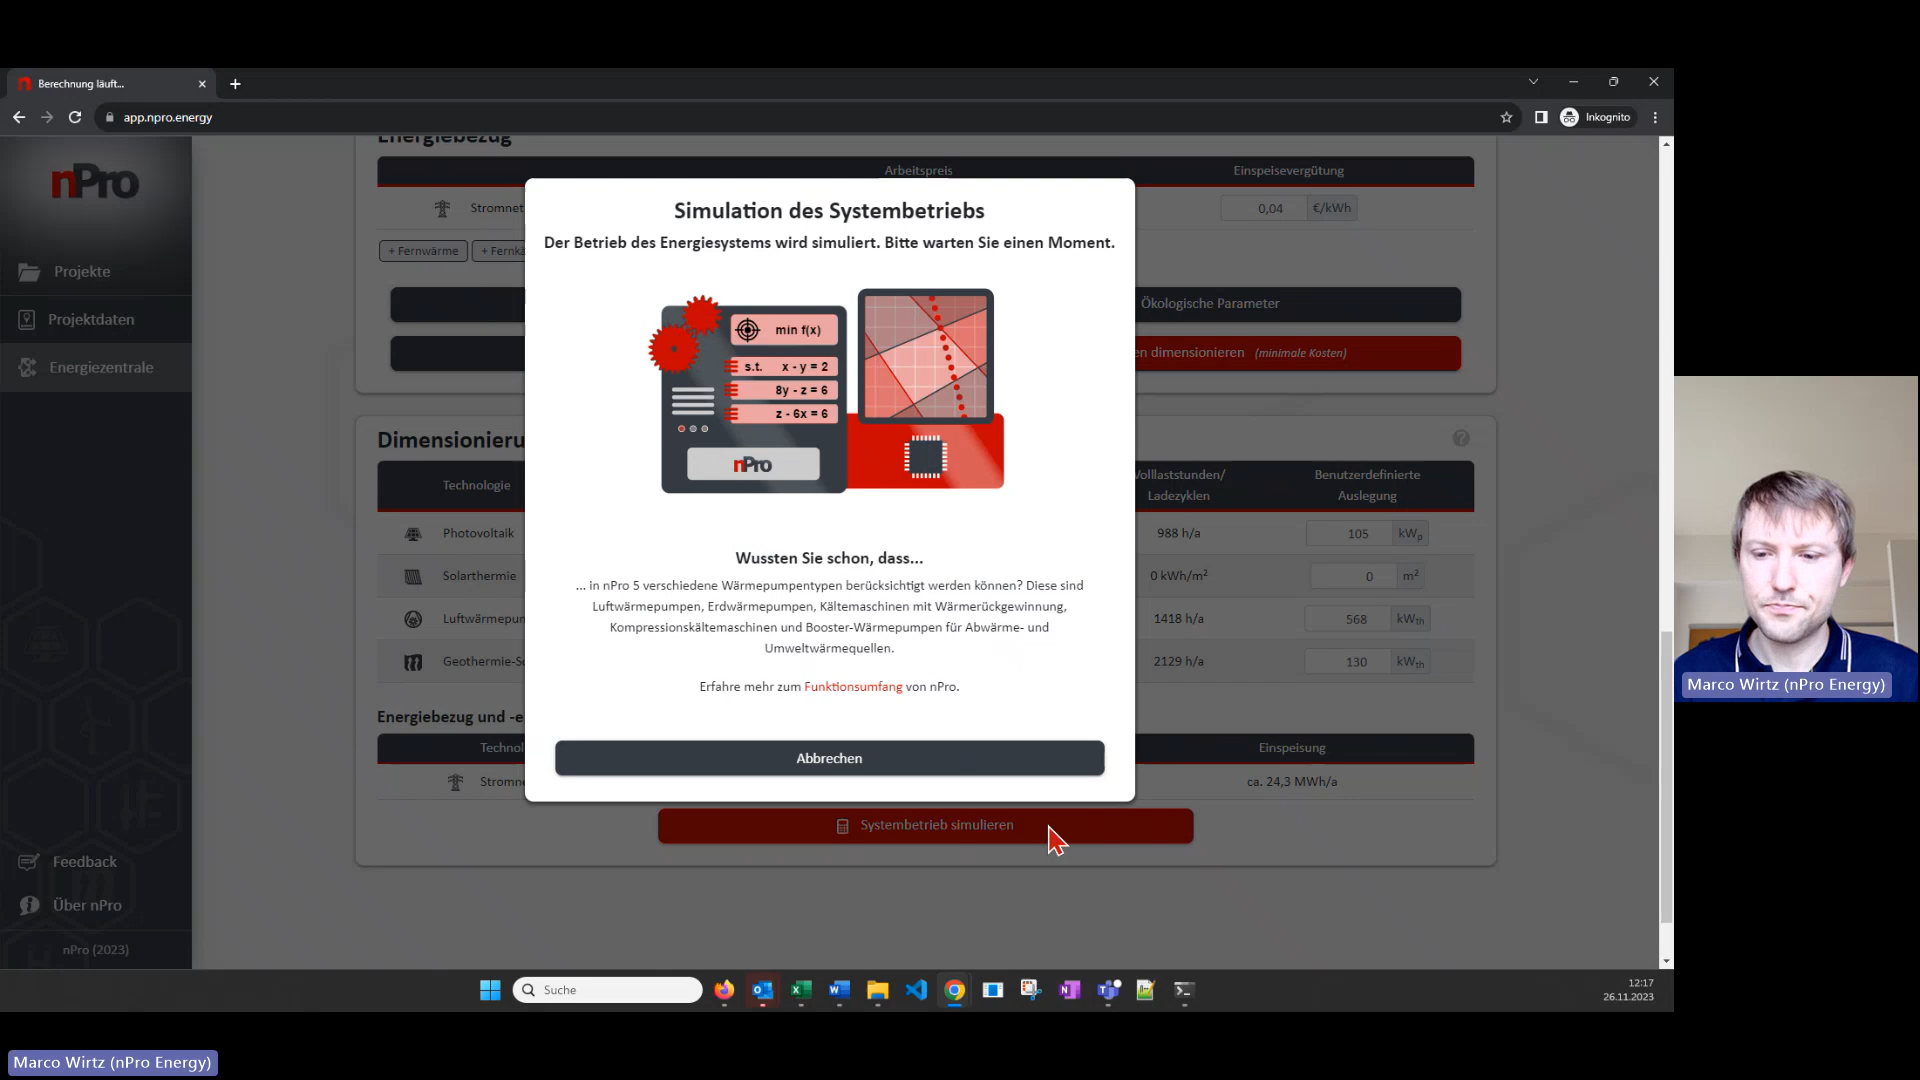 Berechnung läuft...
app.npro.energy
Inkognito
nPro
Projekte
Projektdaten
Energiezentrale
Feedback
Über nPro
nPro (2023)
Energiebezug
Arbeitspreis
Einspeisevergütung
Stromnet
0,04 €/kWh
+ Fernwärme
+ Fernkä
Ökologische Parameter
en dimensionieren (minimale Kosten)
Simulation des Systembetriebs
Der Betrieb des Energiesystems wird simuliert. Bitte warten Sie einen Moment.
min f(x)
s.t. x - y = 2
8y - z = 6
z - 6x = 6
nPro
Wussten Sie schon, dass...
... in nPro 5 verschiedene Wärmepumpentypen berücksichtigt werden können? Diese sind
Luftwärmepumpen, Erdwärmepumpen, Kältemaschinen mit Wärmerückgewinnung,
Kompressionskältemaschinen und Booster-Wärmepumpen für Abwärme- und
Umweltwärmequellen.
Erfahre mehr zum Funktionsumfang von nPro.
Abbrechen
Dimensionieru
Technologie
Volllaststunden/
Ladezyklen
Benutzerdefinierte
Auslegung
Photovoltaik
988 h/a
105 kWp
Solarthermie
0 kWh/m²
0 m²
Luftwärmepun
1418 h/a
568 kWth
Geothermie-So
2129 h/a
130 kWth
Energiebezug und -e
Technol
Einspeisung
Stromne
ca. 24,3 MWh/a
Systembetrieb simulieren
Marco Wirtz (nPro Energy)
Suche
12:17
26.11.2023
Marco Wirtz (nPro Energy)